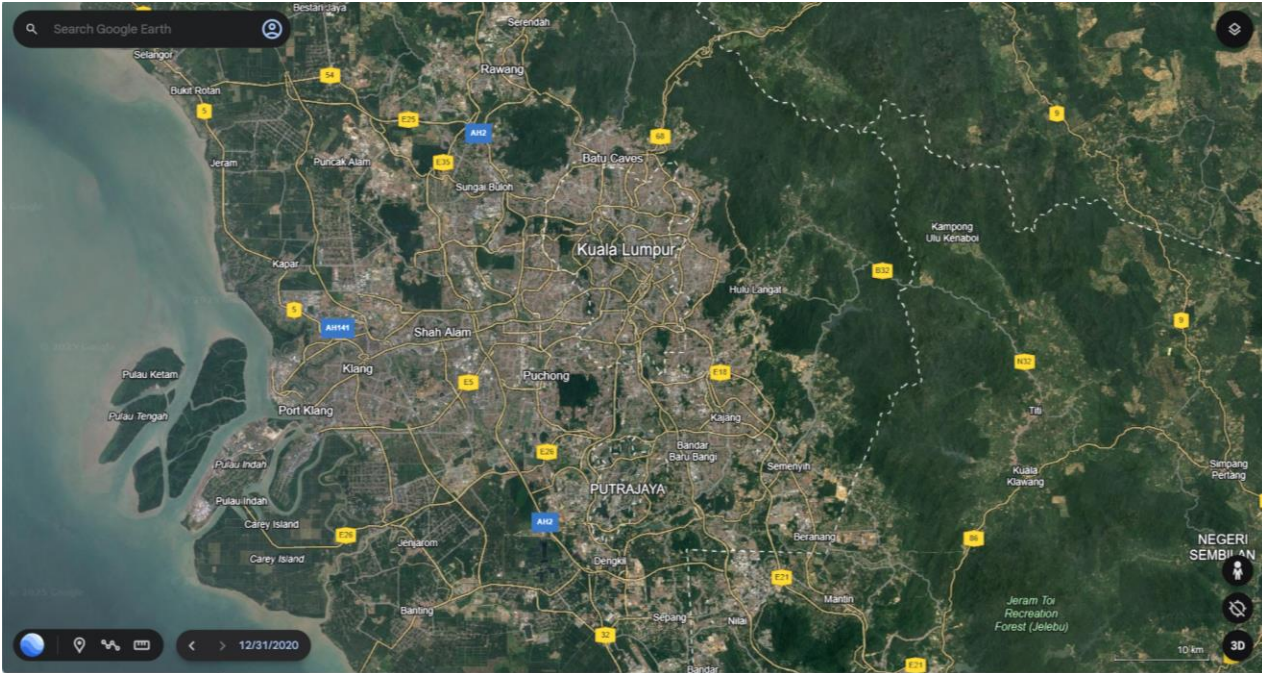 Bestari Jaya
Serendah
Search Google Earth
Selangor
Rawang
54
Bukit Rotan
5
E25
AH2
68
9
Jeram
Puncak Alam
E35
Batu Caves
Sungai Buloh
Kuala Lumpur
Kampong
Ulu Kenaboi
Kapar
B32
Hulu Langat
5
AH141
Shah Alam
9
Klang
E5
Puchong
E18
N32
Pulau Ketam
Pulau Tengah
Port Klang
Kajang
Titi
E26
Bandar
Baru Bangi
Semenyih
Pulau Indah
Kuala
Klawang
Simpang
Pertang
PUTRAJAYA
Pulau Indah
Carey Island
AH2
E26
Jenjarom
Beranang
86
NEGERI
SEMBILAN
Carey Island
Dengkil
E21
Mantin
Jeram Toi
Recreation
Forest (Jelebu)
Banting
Sepang
Nilai
32
12/31/2020
10 km
3D
E21
Bandar